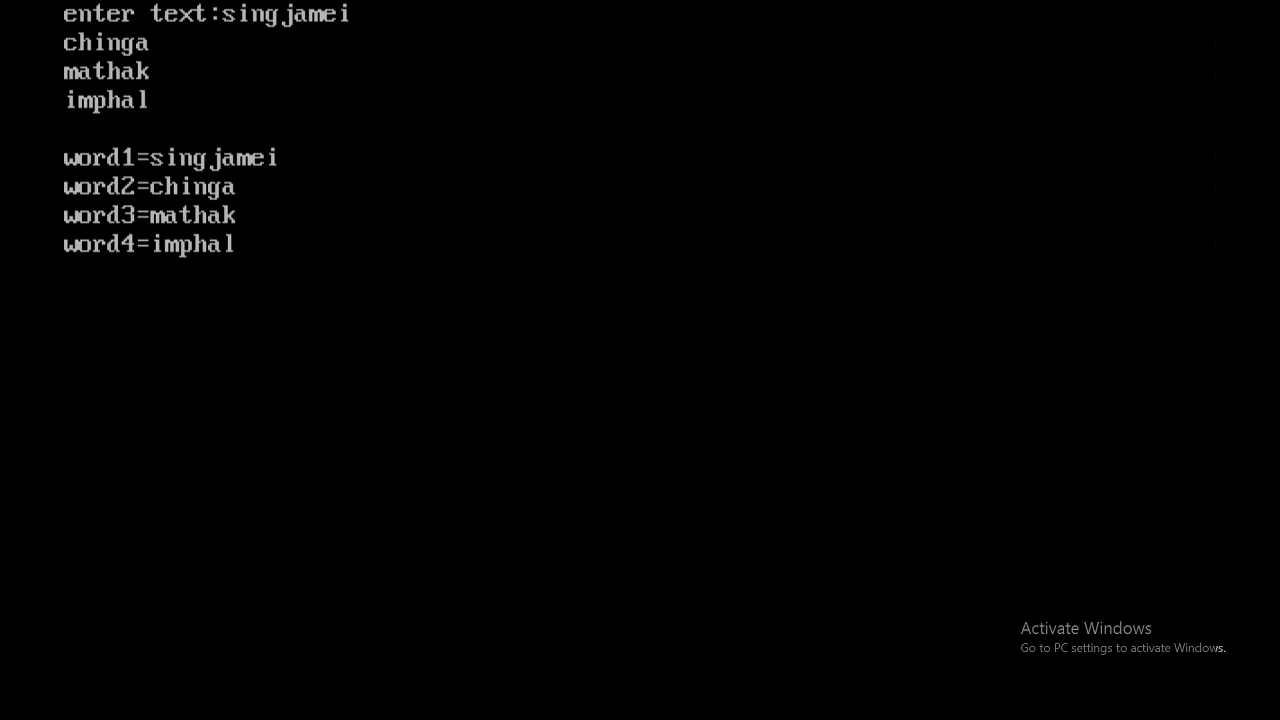 enter text:singjamei
chinga
mathak
imphal
word1=singjamei
word2=chinga
word3=mathak
word4=imphal
Activate Windows
Go to PC settings to activate Windows.